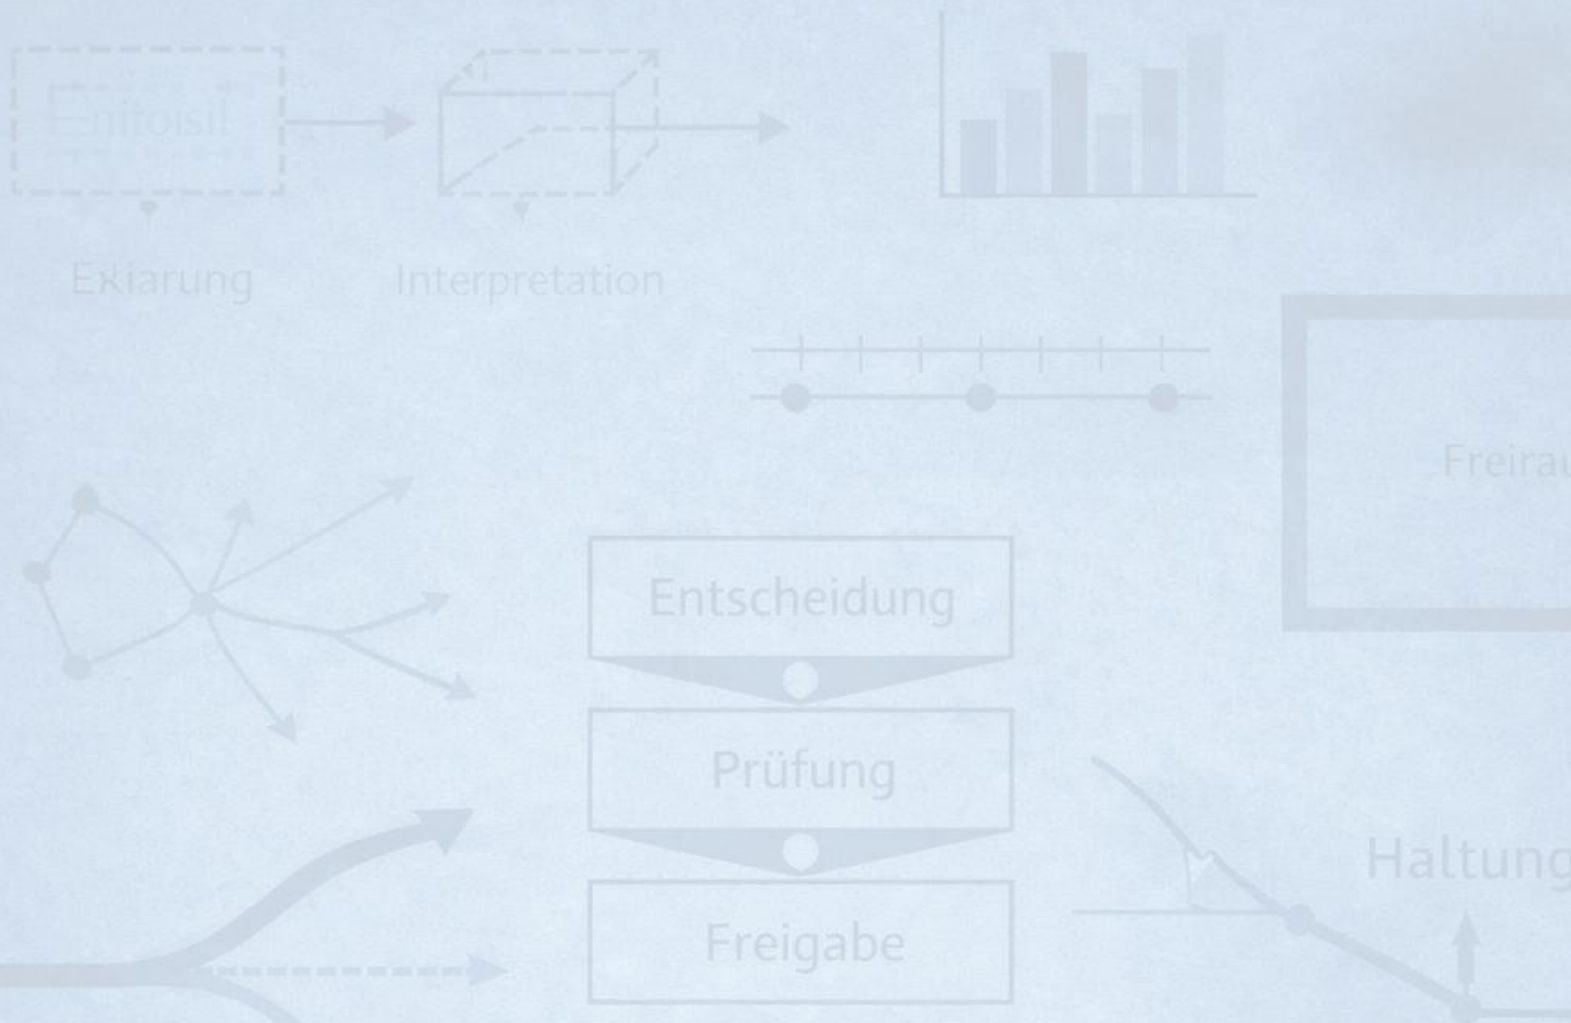 Exiarung
Interpretation
Freirau
Entscheidung
Prüfung
Haltung
Freigabe